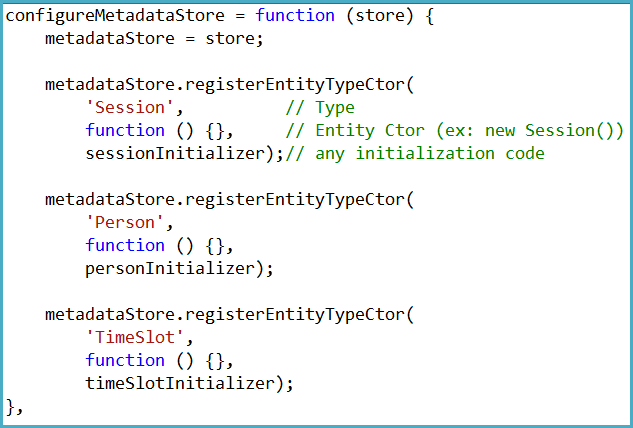 configureMetadataStore = function (store) {
    metadataStore = store;

    metadataStore.registerEntityTypeCtor(
        'Session',          // Type
        function () {},     // Entity Ctor (ex: new Session())
        sessionInitializer);// any initialization code

    metadataStore.registerEntityTypeCtor(
        'Person',
        function () {},
        personInitializer);

    metadataStore.registerEntityTypeCtor(
        'TimeSlot',
        function () {},
        timeSlotInitializer);
},